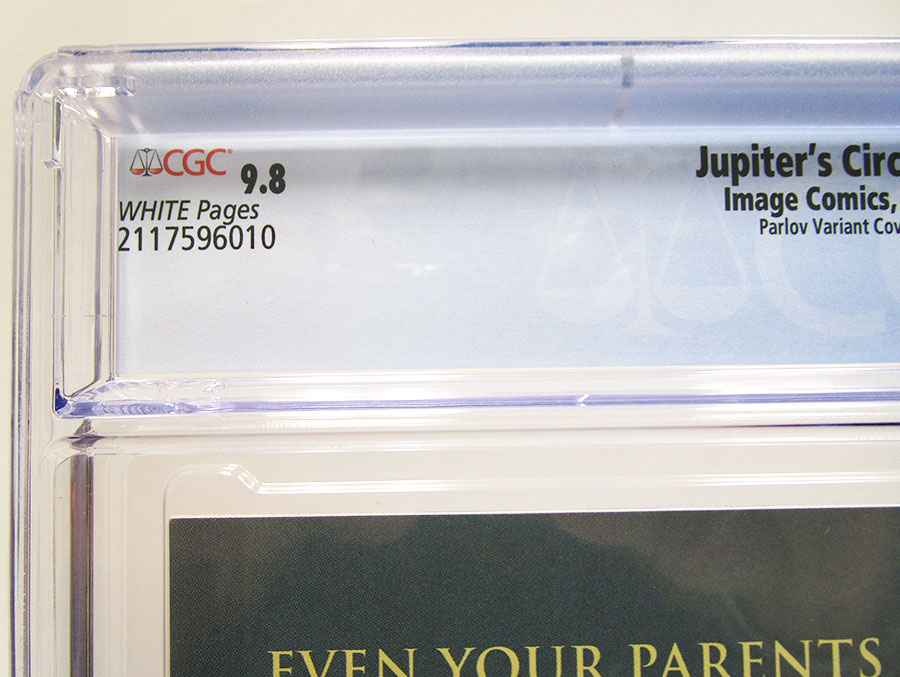 CGC® 9.8
WHITE Pages
2117596010
Jupiter's Circ
Image Comics,
Parlov Variant Cov
EVEN YOUR PARENTS